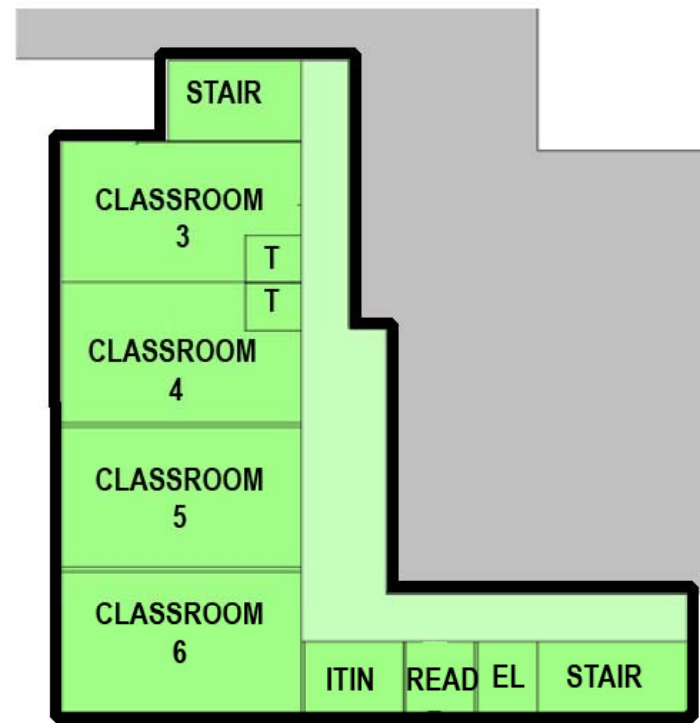 STAIR
CLASSROOM
3
T
T
CLASSROOM
4
CLASSROOM
5
CLASSROOM
6
ITIN
READ
EL
STAIR